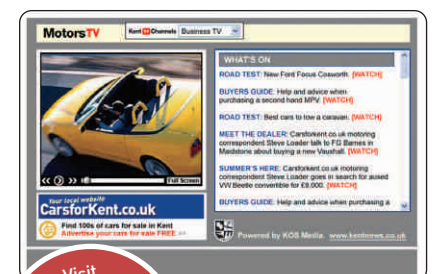 MotorsTV
Kent Channels Business TV
WHAT'S ON
ROAD TEST: New Ford Focus Cosworth. [WATCH]
BUYERS GUIDE: Help and advice when
purchasing a second hand MPV. [WATCH]
ROAD TEST: Best cars to tow a caravan. [WATCH]
MEET THE DEALER: Carsforkent.co.uk motoring
correspondent Steve Loader talk to FG Barnes in
Maidstone about buying a new Vauxhall. [WATCH]
SUMMER'S HERE: Carsforkent.co.uk motoring
correspondent Steve Loader goes in search for a used
VW Beetle convertible for £8,000. [WATCH]
BUYERS GUIDE: Help and advice when purchasing a
Full Screen
Your local website
CarsforKent.co.uk
Find 100s of cars for sale in Kent
Advertise your cars for sale FREE >>
Powered by KOS Media. www.kentnews.co.uk
Visit